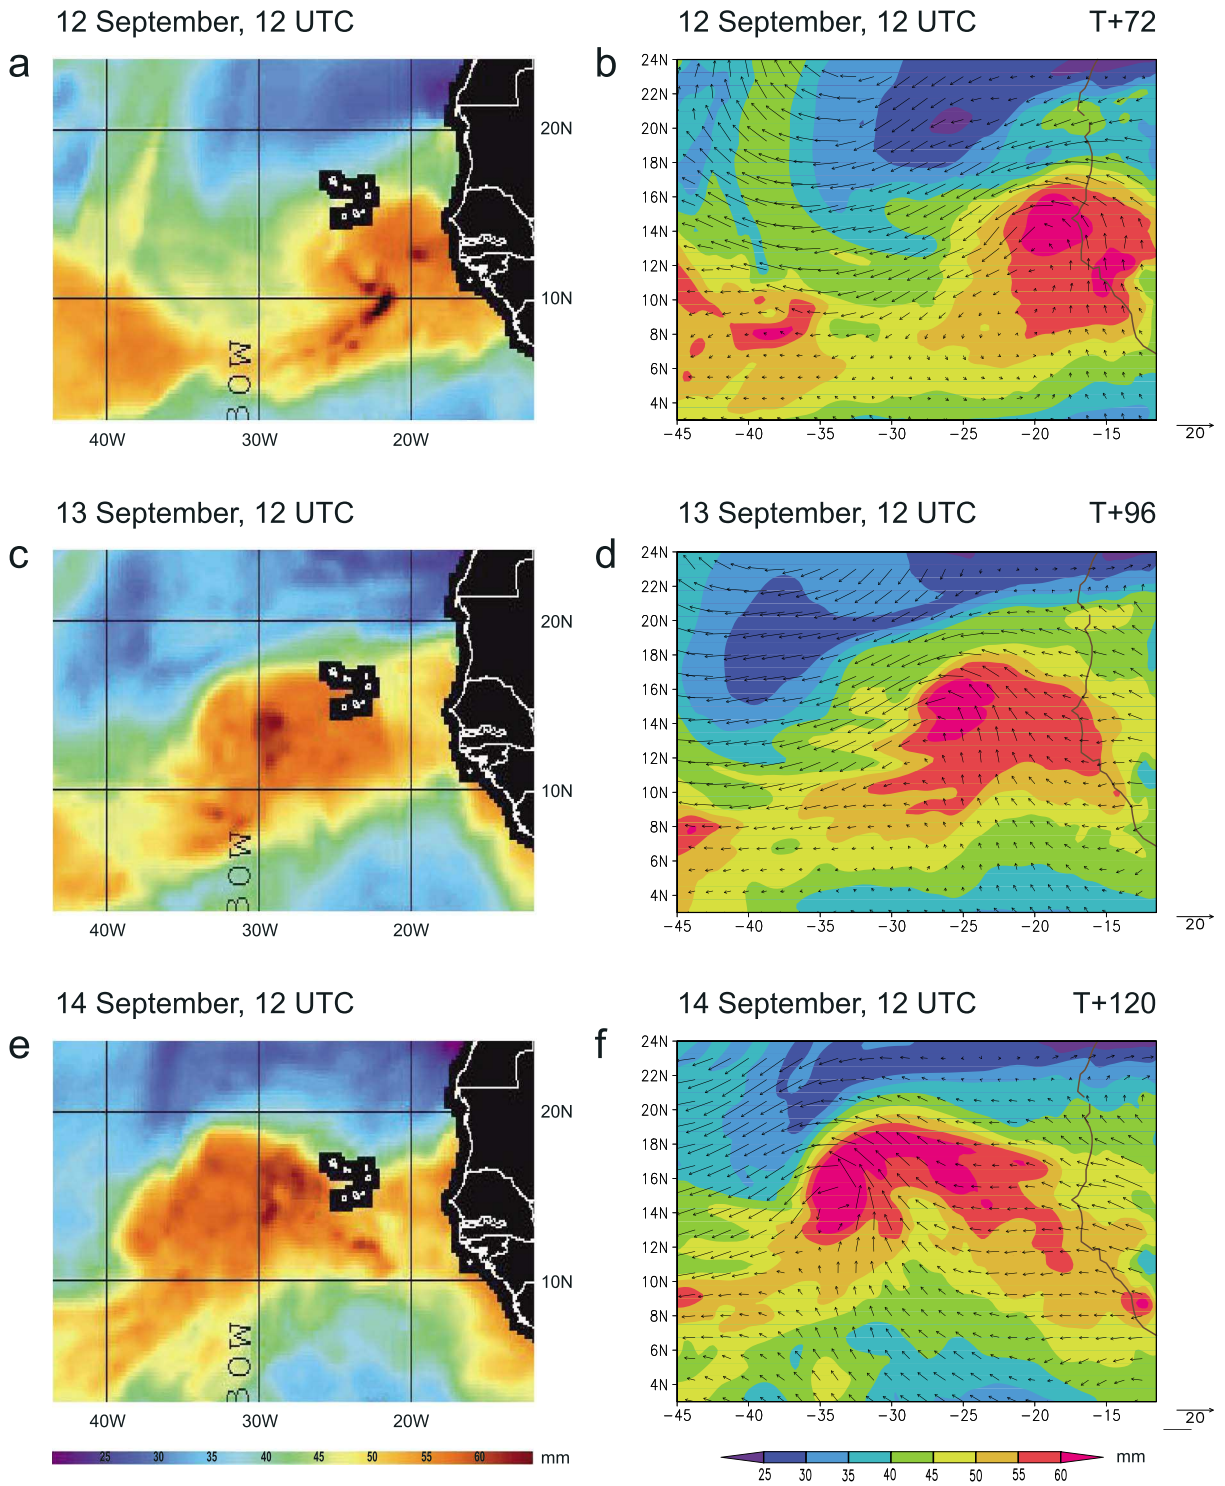 12 September, 12 UTC
12 September, 12 UTC T+72
a
b
20N
10N
MOB
40W 30W 20W
24N
22N
20N
18N
16N
14N
12N
10N
8N
6N
4N
−45 −40 −35 −30 −25 −20 −15
20
13 September, 12 UTC
13 September, 12 UTC T+96
c
d
20N
10N
MOB
40W 30W 20W
24N
22N
20N
18N
16N
14N
12N
10N
8N
6N
4N
−45 −40 −35 −30 −25 −20 −15
20
14 September, 12 UTC
14 September, 12 UTC T+120
e
f
20N
10N
MOB
40W 30W 20W
24N
22N
20N
18N
16N
14N
12N
10N
8N
6N
4N
−45 −40 −35 −30 −25 −20 −15
20
25 30 35 40 45 50 55 60 mm
25 30 35 40 45 50 55 60 mm